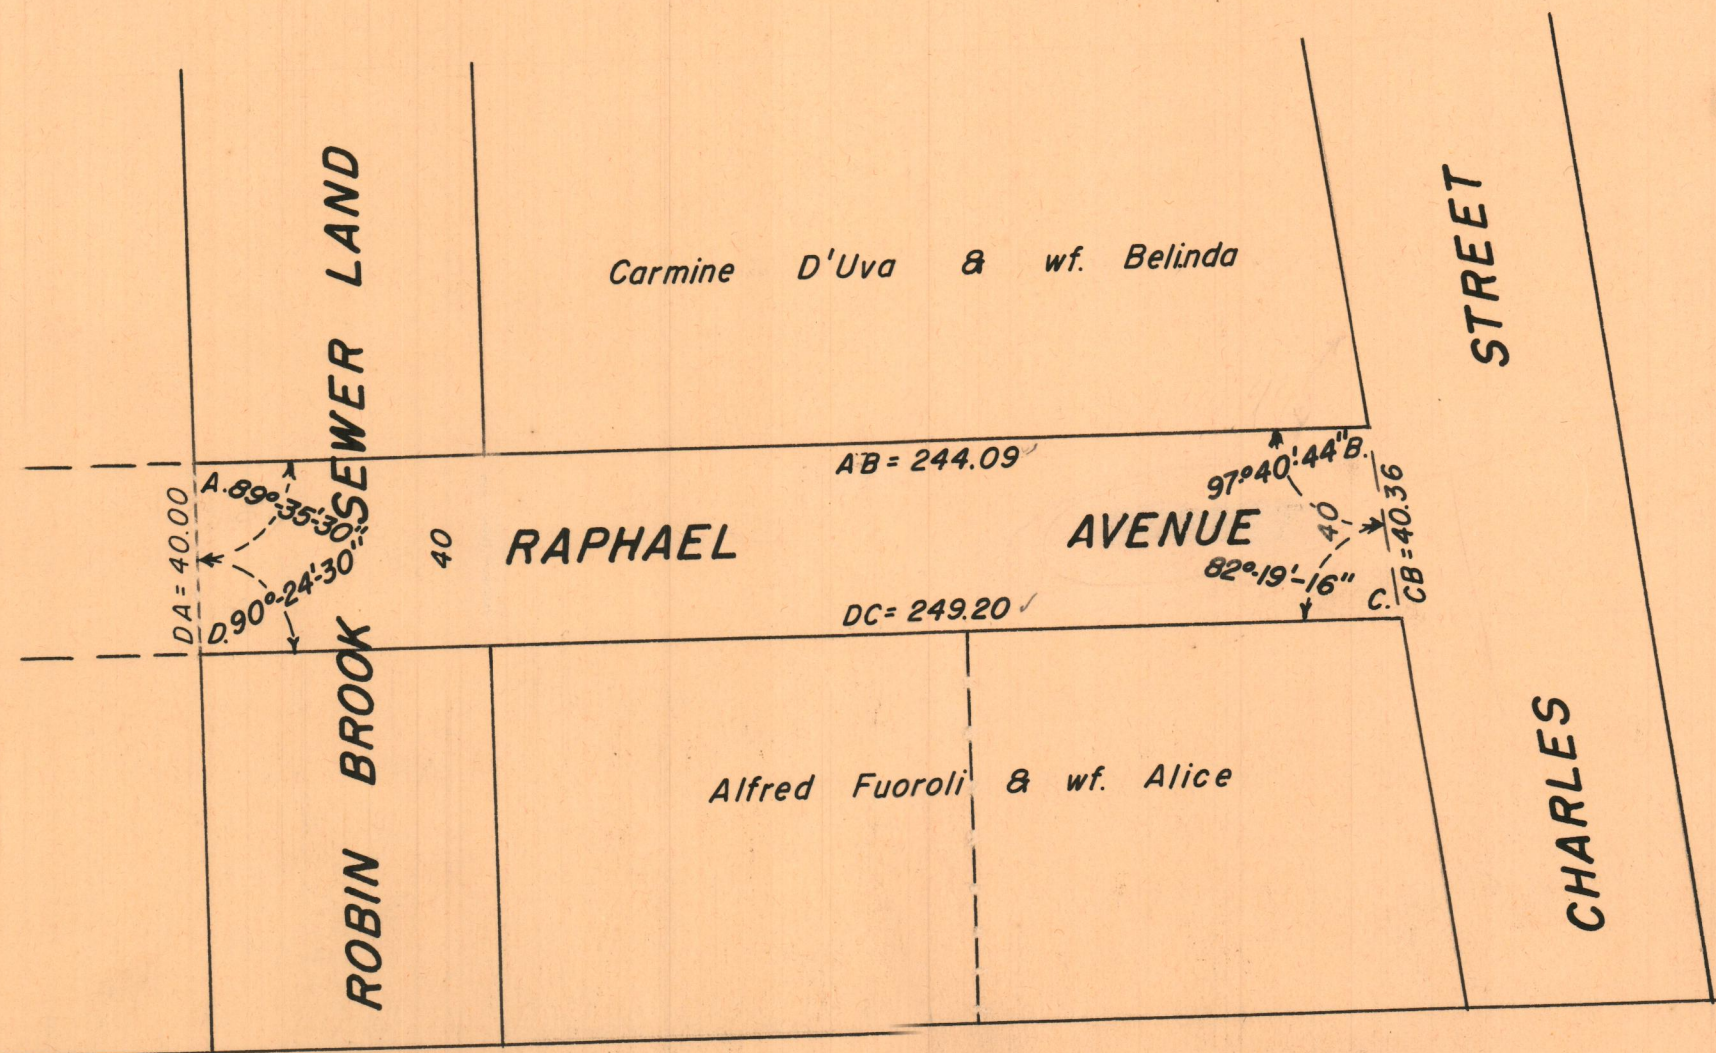 Carmine D'Uva & wf. Belinda
STREET
CHARLES
ROBIN BROOK SEWER LAND
AB = 244.09
97°-40'-44" B.
A. 89°-35'-30"
DA = 40.00
40
RAPHAEL AVENUE
40
CB = 40.36
D. 90°-24'-30"
82°-19'-16"
C.
DC = 249.20
Alfred Fuoroli & wf. Alice